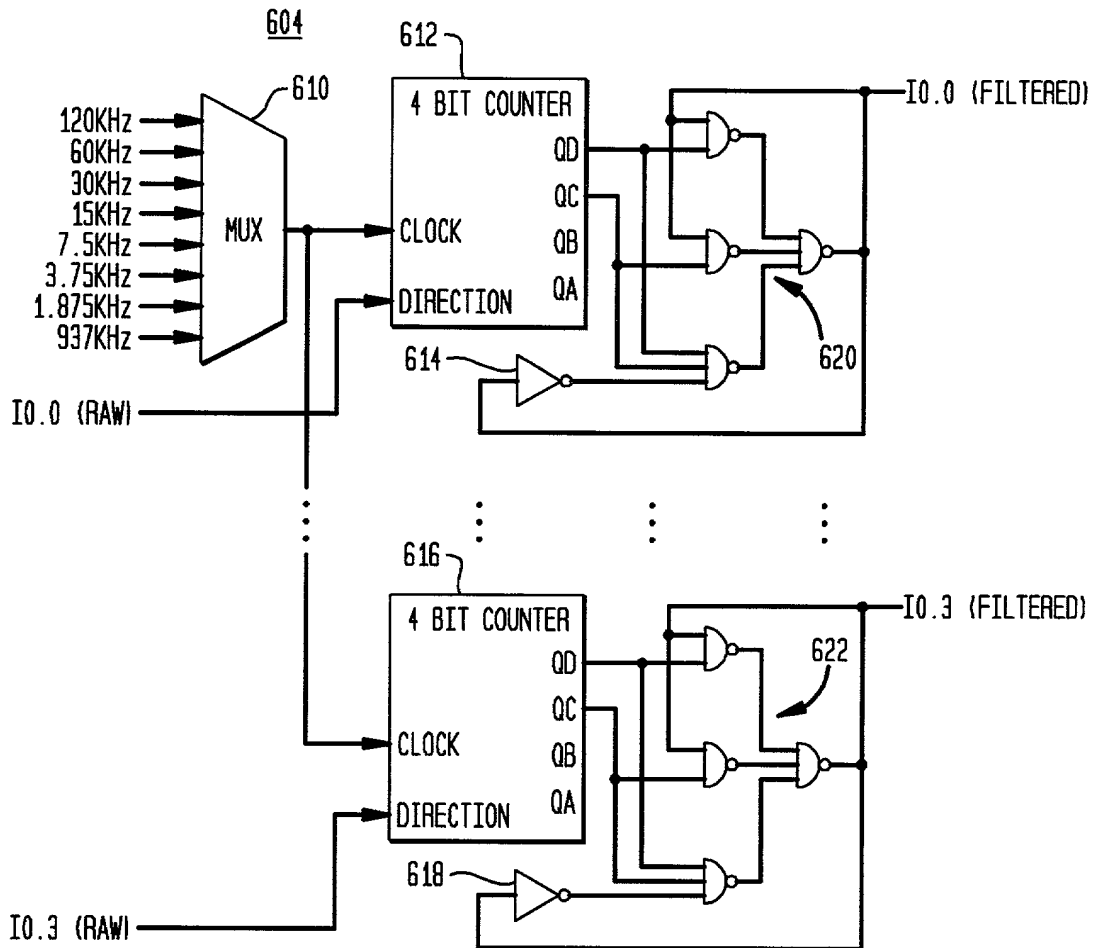 604
610
120KHz
60KHz
30KHz
15KHz
7.5KHz
3.75KHz
1.875KHz
937KHz
MUX
I0.0 (RAW)
612
4 BIT COUNTER
QD
QC
QB
QA
CLOCK
DIRECTION
614
620
I0.0 (FILTERED)
616
4 BIT COUNTER
QD
QC
QB
QA
CLOCK
DIRECTION
618
622
I0.3 (FILTERED)
I0.3 (RAW)